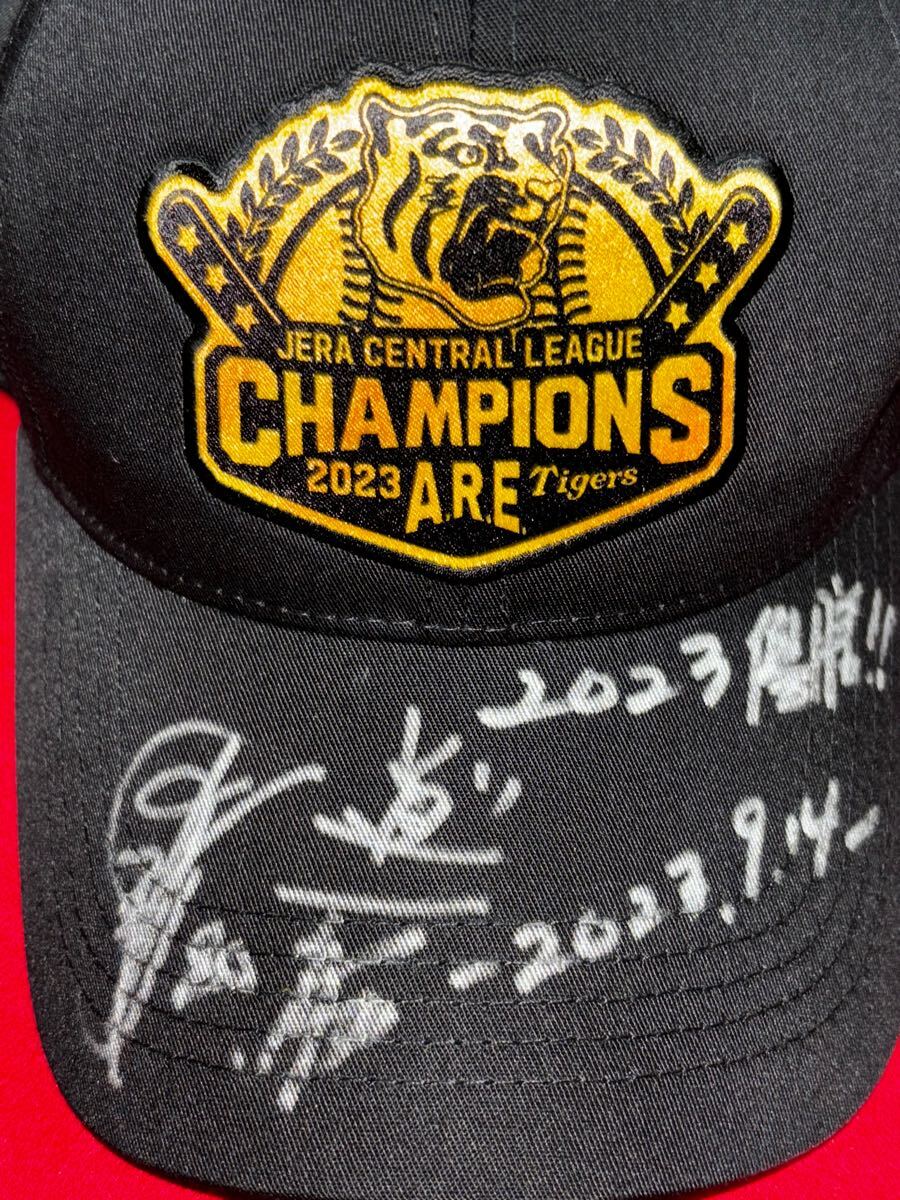 JERA CENTRAL LEAGUE
CHAMPIONS
2023 A.R.E. Tigers
2023 優勝!!
-2023.9.14-